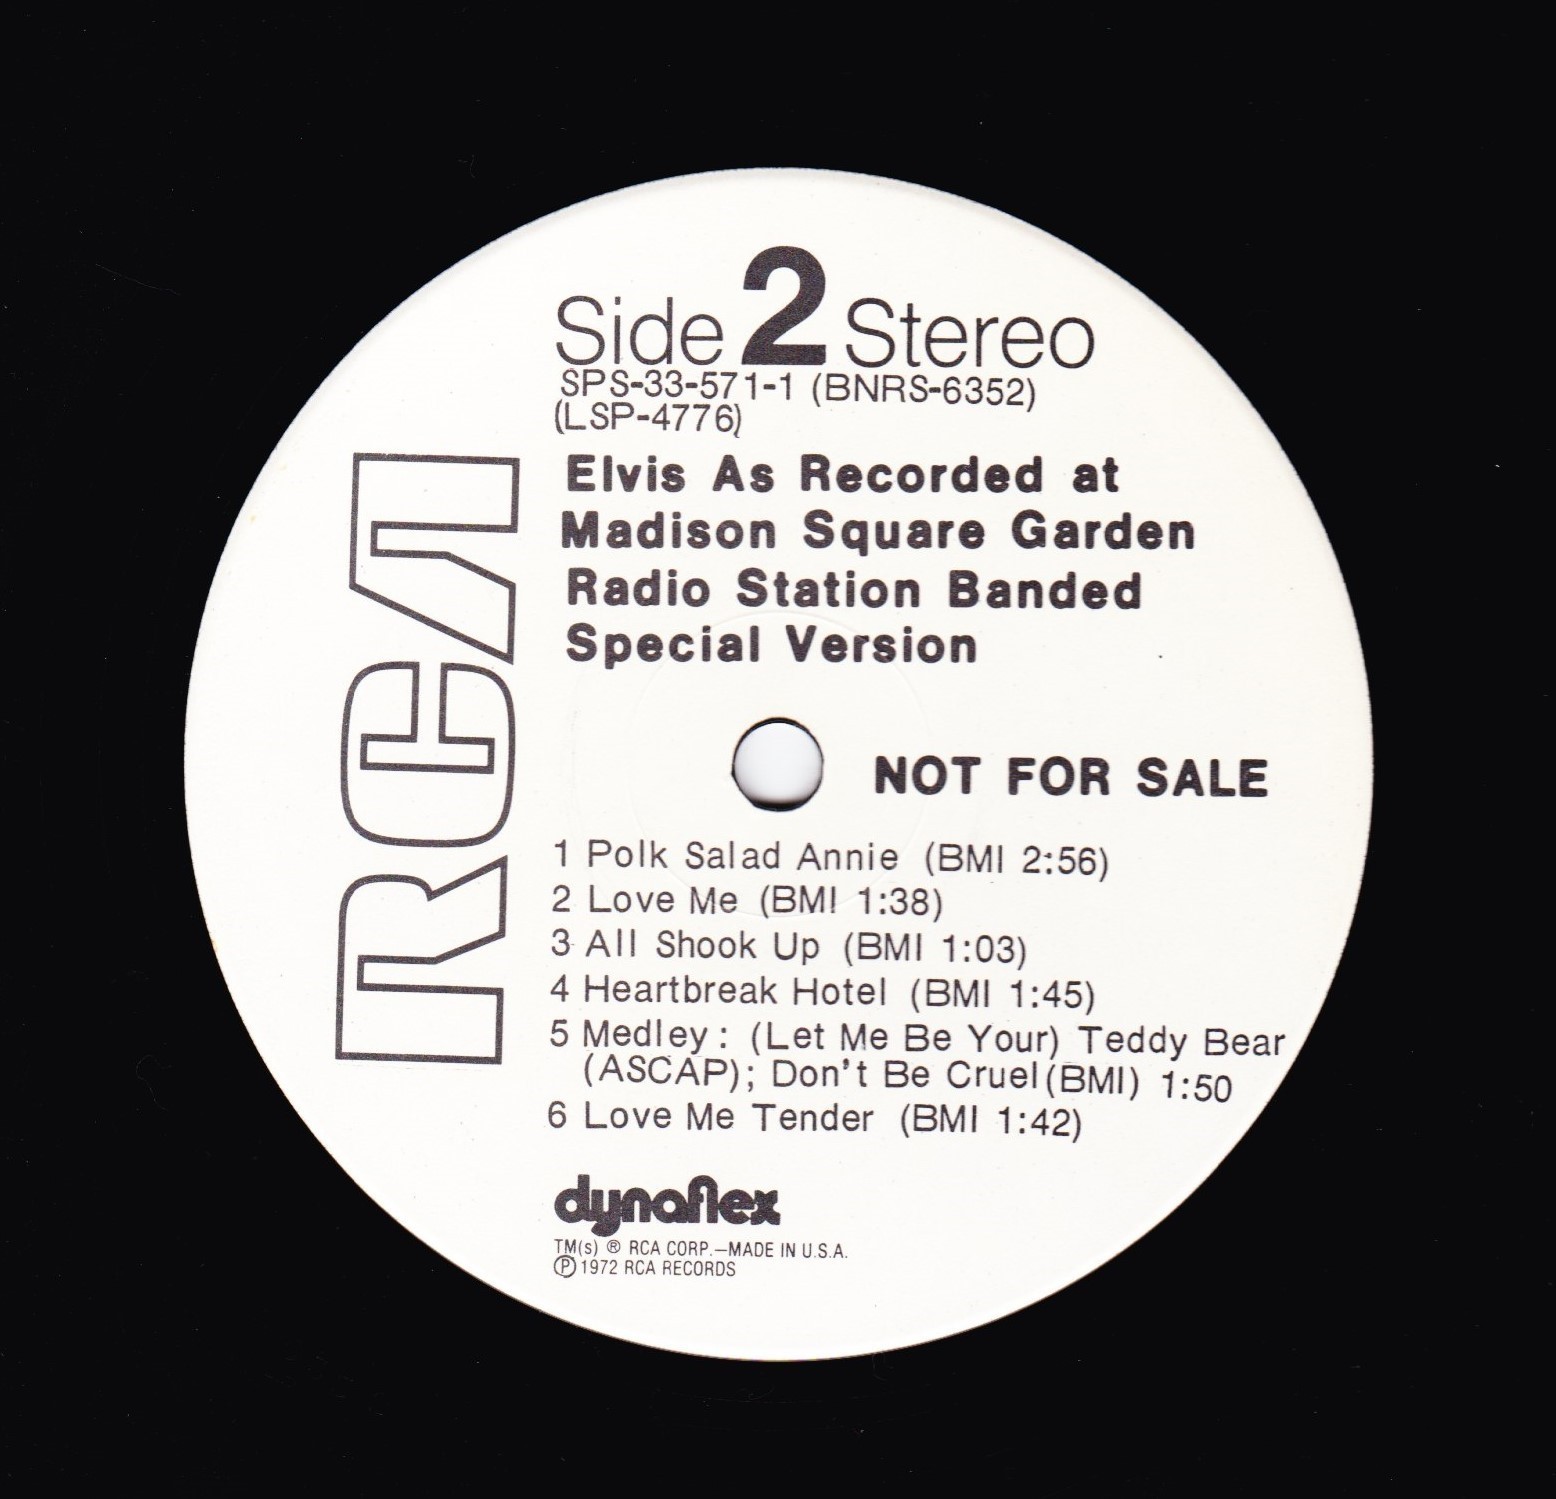 Side 2 Stereo
SPS-33-571-1 (BNRS-6352)
(LSP-4776)
Elvis As Recorded at
Madison Square Garden
Radio Station Banded
Special Version
RCA
NOT FOR SALE
1 Polk Salad Annie (BMI 2:56)
2 Love Me (BMI 1:38)
3 All Shook Up (BMI 1:03)
4 Heartbreak Hotel (BMI 1:45)
5 Medley: (Let Me Be Your) Teddy Bear
(ASCAP); Don't Be Cruel(BMI) 1:50
6 Love Me Tender (BMI 1:42)
dynaflex
TM(s) ® RCA CORP.—MADE IN U.S.A.
℗ 1972 RCA RECORDS